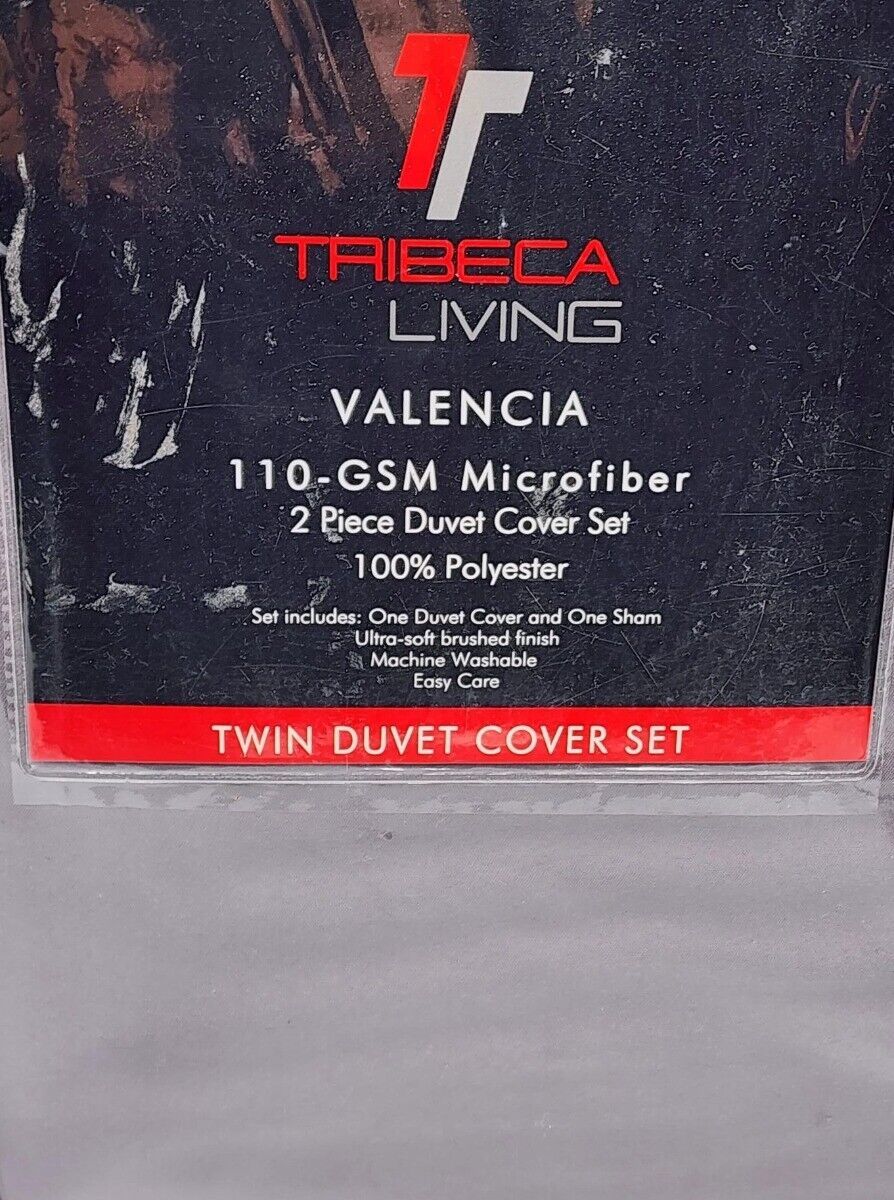 TRIBECA
LIVING
VALENCIA
110-GSM Microfiber
2 Piece Duvet Cover Set
100% Polyester
Set includes: One Duvet Cover and One Sham
Ultra-soft brushed finish
Machine Washable
Easy Care
TWIN DUVET COVER SET